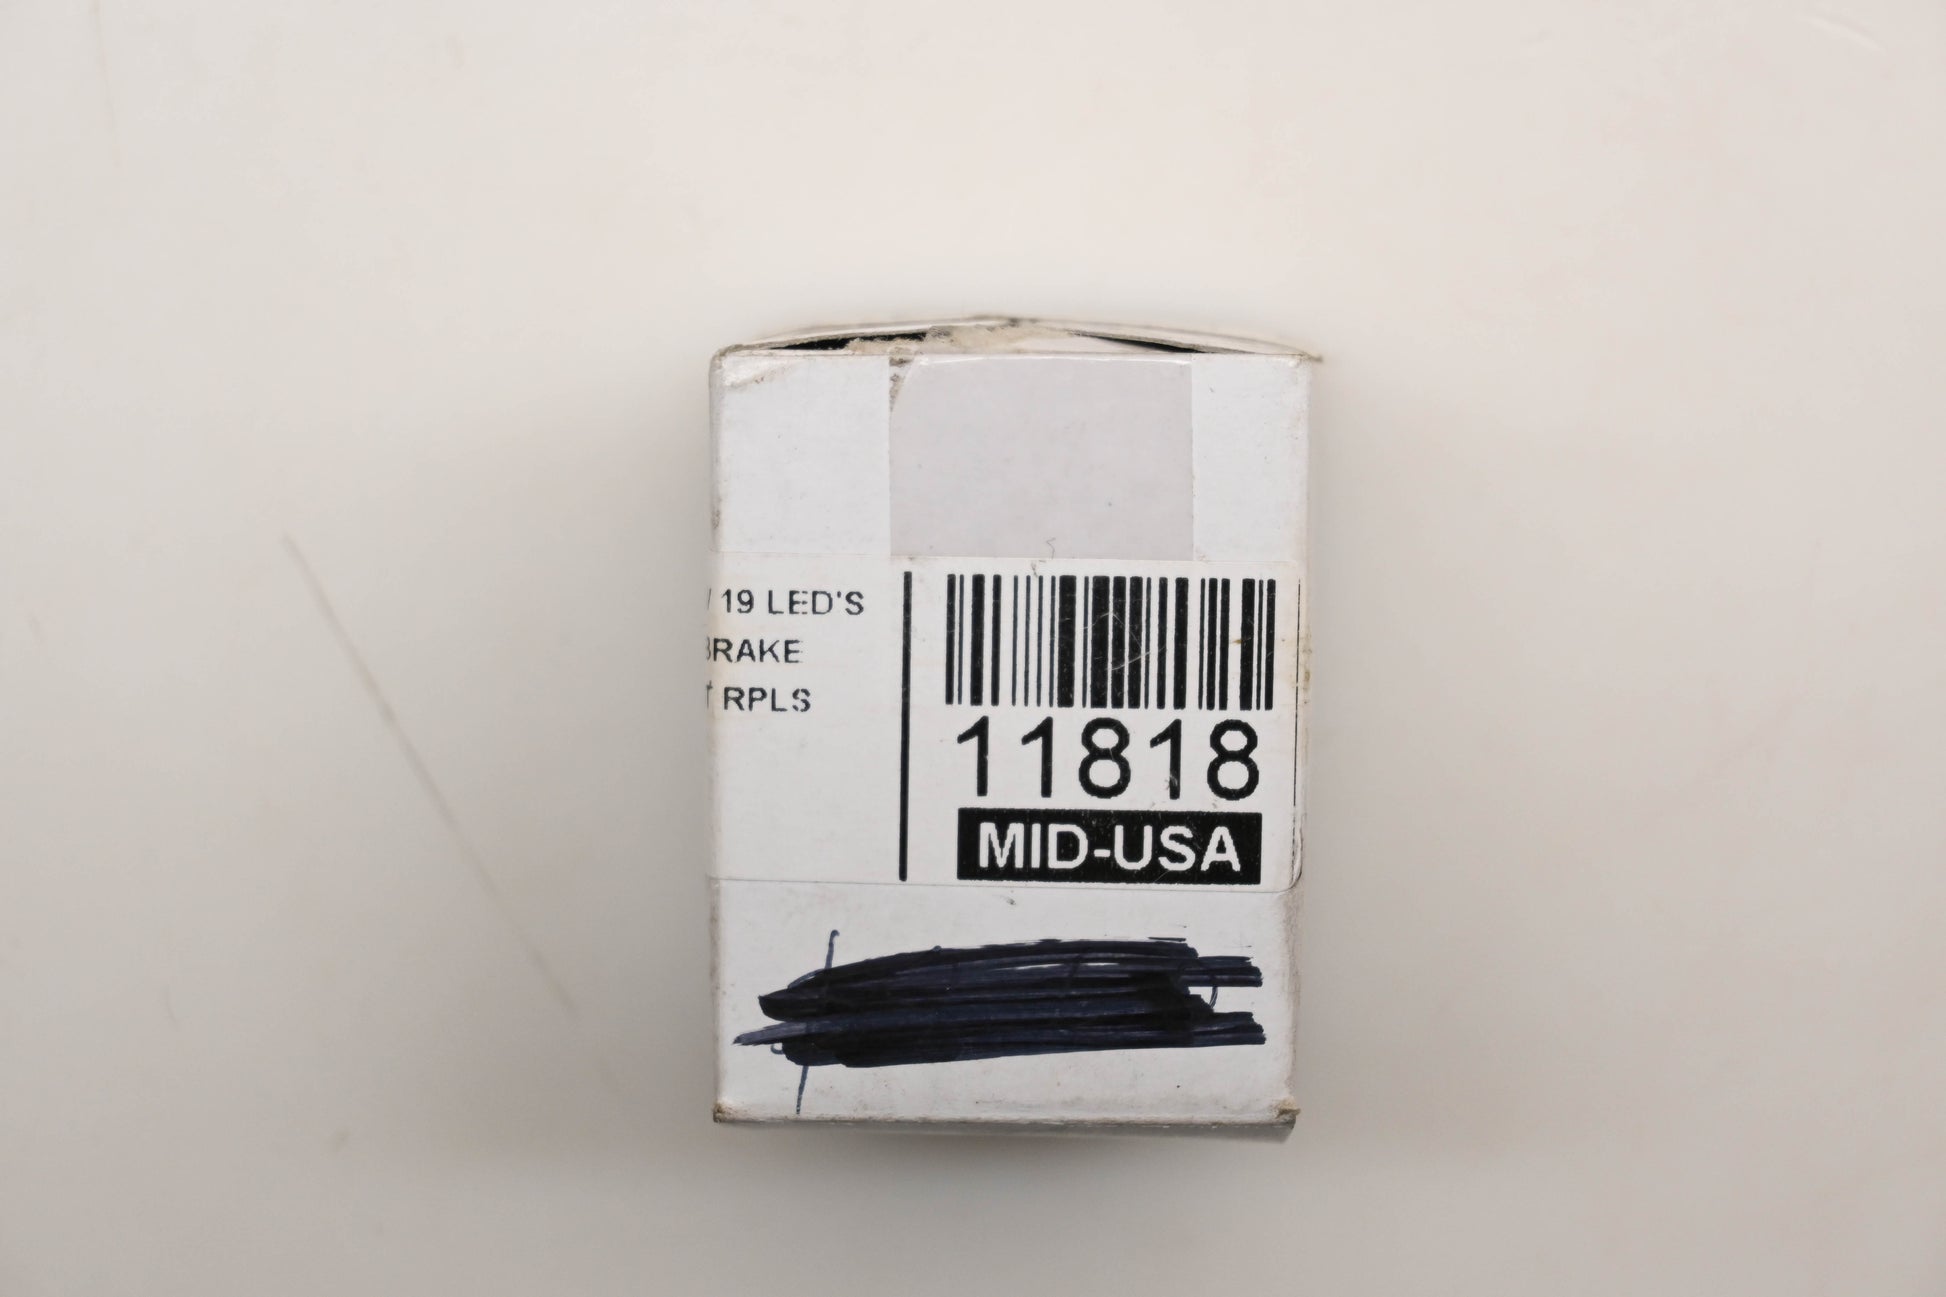 / 19 LED'S
BRAKE
T RPLS
11818
MID-USA